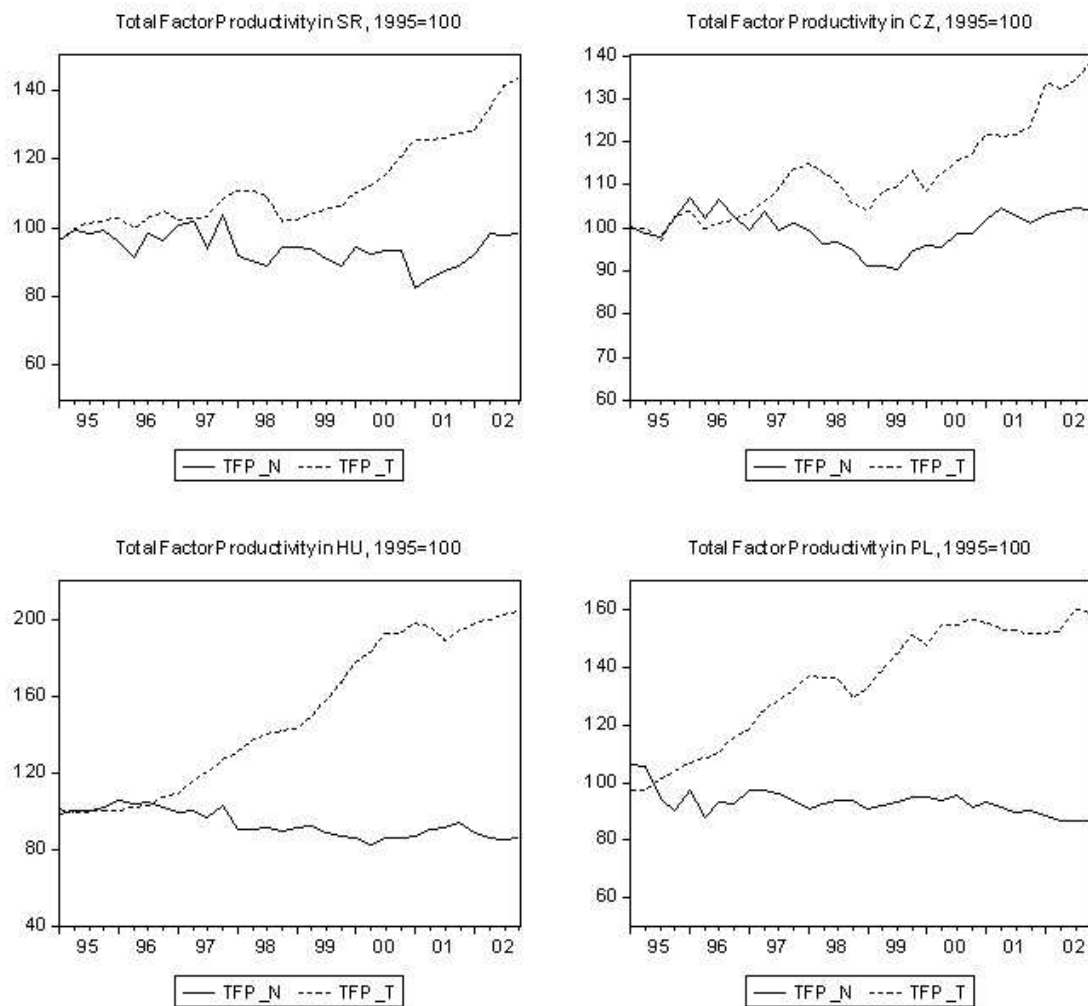 Total Factor Productivity in SR, 1995=100
140
120
100
80
60
95 96 97 98 99 00 01 02
TFP_N TFP_T
Total Factor Productivity in CZ, 1995=100
140
130
120
110
100
90
80
70
60
95 96 97 98 99 00 01 02
TFP_N TFP_T
Total Factor Productivity in HU, 1995=100
200
160
120
80
40
95 96 97 98 99 00 01 02
TFP_N TFP_T
Total Factor Productivity in PL, 1995=100
160
140
120
100
80
60
95 96 97 98 99 00 01 02
TFP_N TFP_T